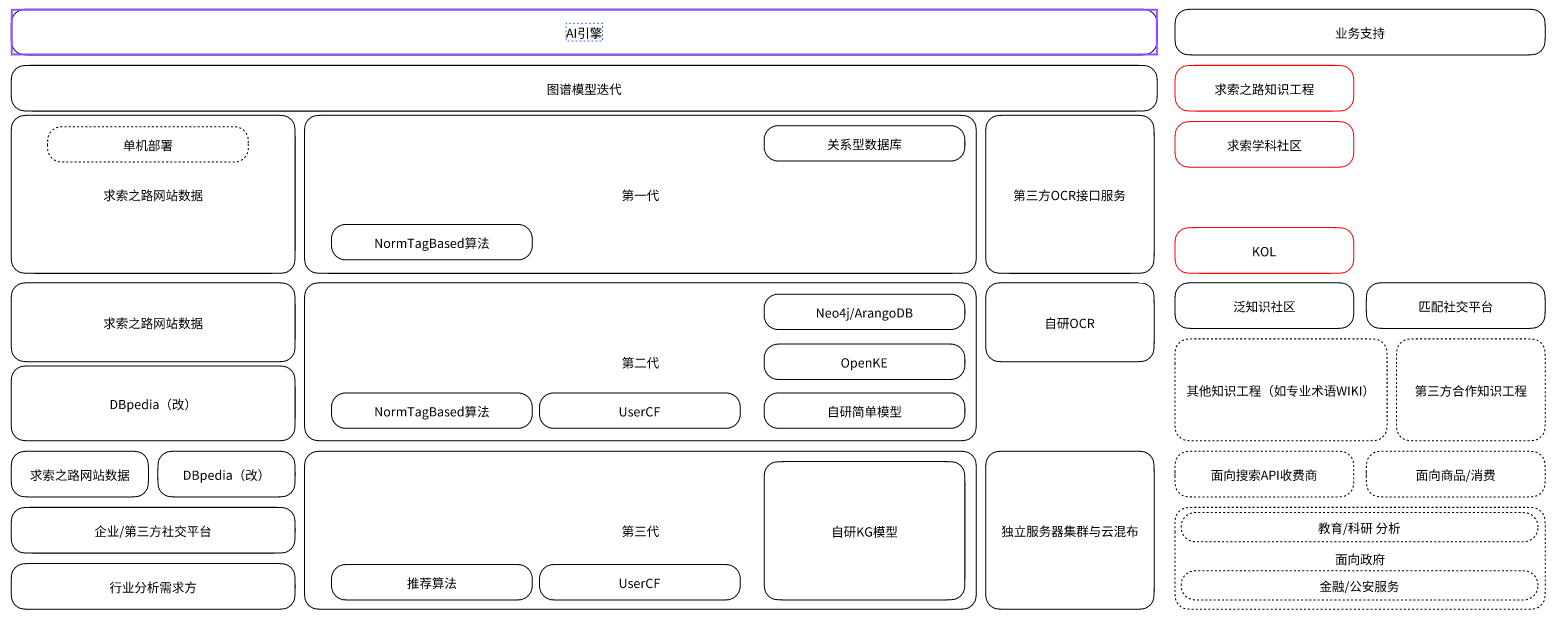 AI引擎
业务支持
图谱模型迭代
求索之路知识工程
单机部署
关系型数据库
求索学科社区
求索之路网站数据
第一代
第三方OCR接口服务
NormTagBased算法
KOL
求索之路网站数据
Neo4j/ArangoDB
自研OCR
泛知识社区
匹配社交平台
第二代
OpenKE
DBpedia（改）
NormTagBased算法
UserCF
自研简单模型
其他知识工程（如专业术语WIKI）
第三方合作知识工程
求索之路网站数据
DBpedia（改）
面向搜索API收费商
面向商品/消费
企业/第三方社交平台
第三代
自研KG模型
独立服务器集群与云混布
教育/科研 分析
面向政府
行业分析需求方
推荐算法
UserCF
金融/公安服务